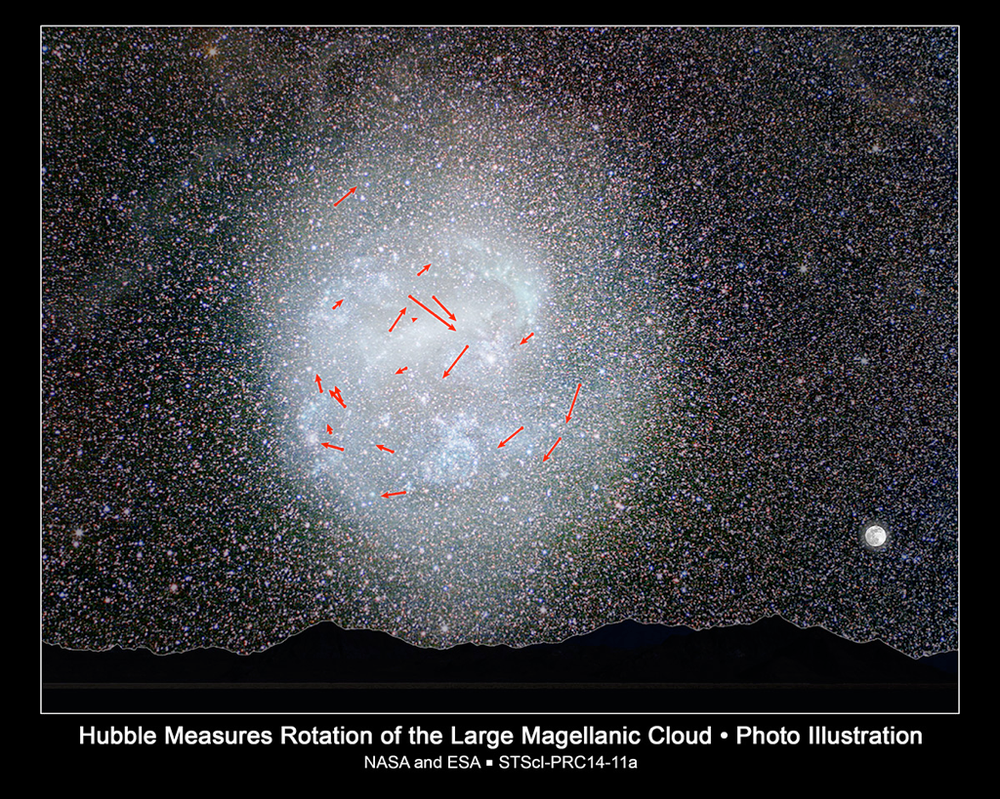 Hubble Measures Rotation of the Large Magellanic Cloud • Photo Illustration
NASA and ESA ▪ STScI-PRC14-11a